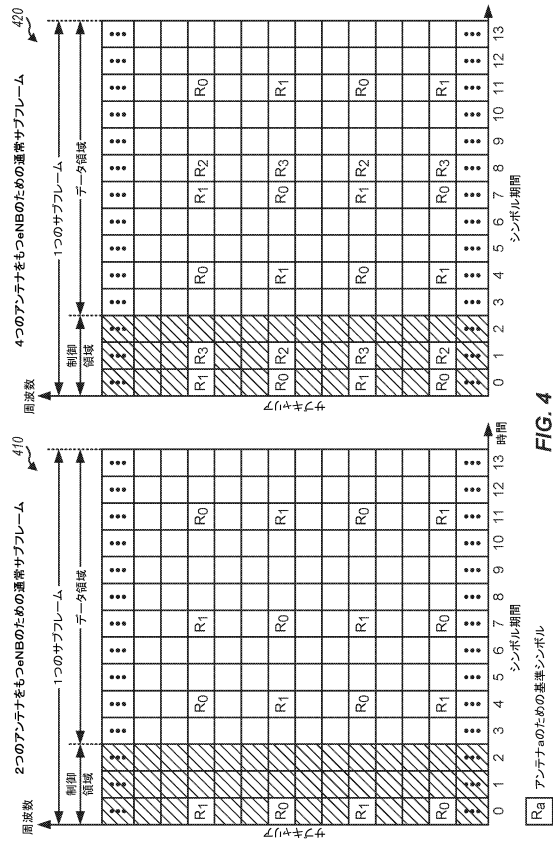 2つのアンテナをもつeNBのための通常サブフレーム
410
周波数
1つのサブフレーム
制御領域
データ領域
サブキャリア
••• ••• ••• ••• ••• ••• ••• ••• ••• ••• ••• ••• ••• •••
R1 R0 R1 R0
R0 R1 R0 R1
R1 R0 R1 R0
R0 R1 R0 R1
••• ••• ••• ••• ••• ••• ••• ••• ••• ••• ••• ••• ••• •••
0 1 2 3 4 5 6 7 8 9 10 11 12 13
時間
シンボル期間
4つのアンテナをもつeNBのための通常サブフレーム
420
周波数
1つのサブフレーム
制御領域
データ領域
サブキャリア
••• ••• ••• ••• ••• ••• ••• ••• ••• ••• ••• ••• ••• •••
R1 R3 R0 R1 R2 R0
R0 R2 R1 R0 R3 R1
R1 R3 R0 R1 R2 R0
R0 R2 R1 R0 R3 R1
••• ••• ••• ••• ••• ••• ••• ••• ••• ••• ••• ••• ••• •••
0 1 2 3 4 5 6 7 8 9 10 11 12 13
シンボル期間
Ra アンテナaのための基準シンボル
FIG. 4